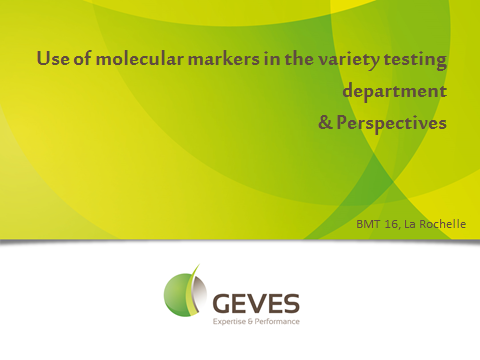 Use of molecular markers in the variety testing
department
& Perspectives
BMT 16, La Rochelle
GEVES
Expertise & Performance